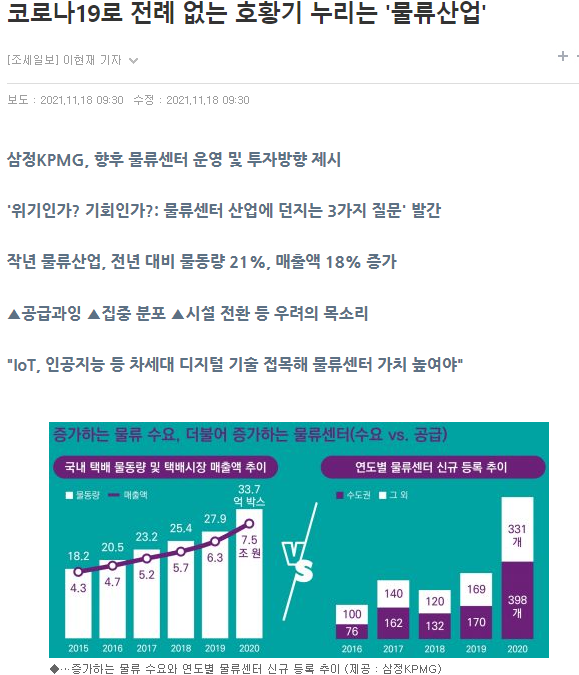 코로나19로 전례 없는 호황기 누리는 '물류산업'
[조세일보] 이현재 기자
보도 : 2021.11.18 09:30 수정 : 2021.11.18 09:30
삼정KPMG, 향후 물류센터 운영 및 투자방향 제시
'위기인가? 기회인가?: 물류센터 산업에 던지는 3가지 질문' 발간
작년 물류산업, 전년 대비 물동량 21%, 매출액 18% 증가
▲공급과잉 ▲집중 분포 ▲시설 전환 등 우려의 목소리
"IoT, 인공지능 등 차세대 디지털 기술 접목해 물류센터 가치 높여야"
증가하는 물류 수요, 더불어 증가하는 물류센터(수요 vs. 공급)
국내 택배 물동량 및 택배시장 매출액 추이
물동량 매출액
18.2 20.5 23.2 25.4 27.9 33.7 억 박스
4.3 4.7 5.2 5.7 6.3 7.5 조 원
2015 2016 2017 2018 2019 2020
VS
연도별 물류센터 신규 등록 추이
수도권 그 외
100 140 120 169 331 개
76 162 132 170 398 개
2016 2017 2018 2019 2020
◆…증가하는 물류 수요와 연도별 물류센터 신규 등록 추이 (제공 : 삼정KPMG)